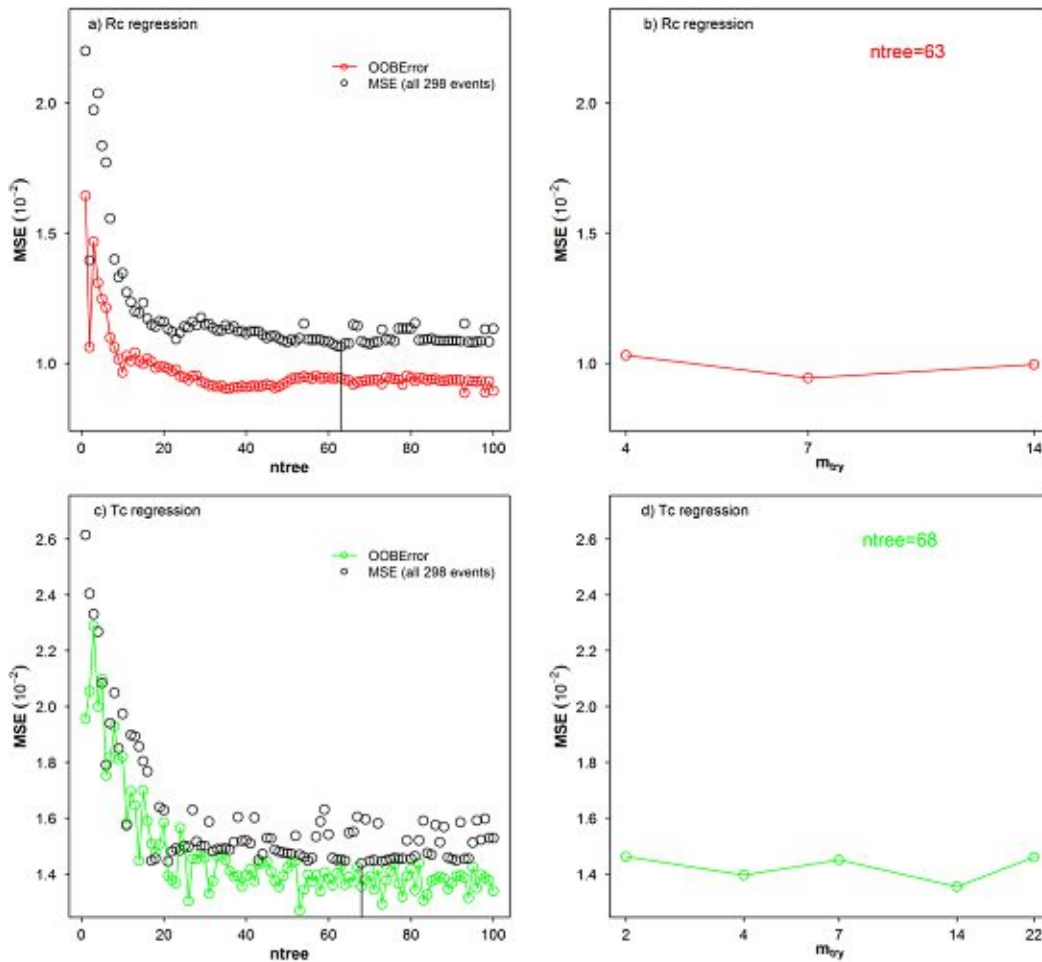 a) Rc regression
OOBError
MSE (all 298 events)
MSE (10⁻²)
2.0
1.5
1.0
0 20 40 60 80 100
ntree
b) Rc regression
ntree=63
MSE (10⁻²)
2.0
1.5
1.0
4 7 14
mtry
c) Tc regression
OOBError
MSE (all 298 events)
MSE (10⁻²)
2.6
2.4
2.2
2.0
1.8
1.6
1.4
0 20 40 60 80 100
ntree
d) Tc regression
ntree=68
MSE (10⁻²)
2.6
2.4
2.2
2.0
1.8
1.6
1.4
2 4 7 14 22
mtry